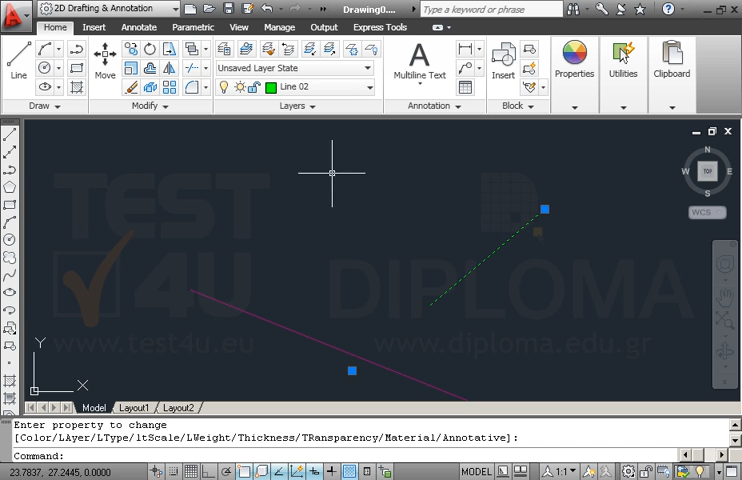 2D Drafting & Annotation
Drawing0....
Type a keyword or phrase
Home Insert Annotate Parametric View Manage Output Express Tools
Line
Move
Unsaved Layer State
Line 02
Multiline Text
Insert
Properties
Utilities
Clipboard
Draw Modify Layers Annotation Block
TEST
4U
DIPLOMA
www.test4u.eu
www.diploma.edu.gr
N
W TOP E
S
WCS
Y
X
Model Layout1 Layout2
Enter property to change
[Color/LAyer/LType/ltScale/LWeight/Thickness/TRansparency/Material/Annotative]:
Command:
23.7837, 27.2445, 0.0000
MODEL
1:1